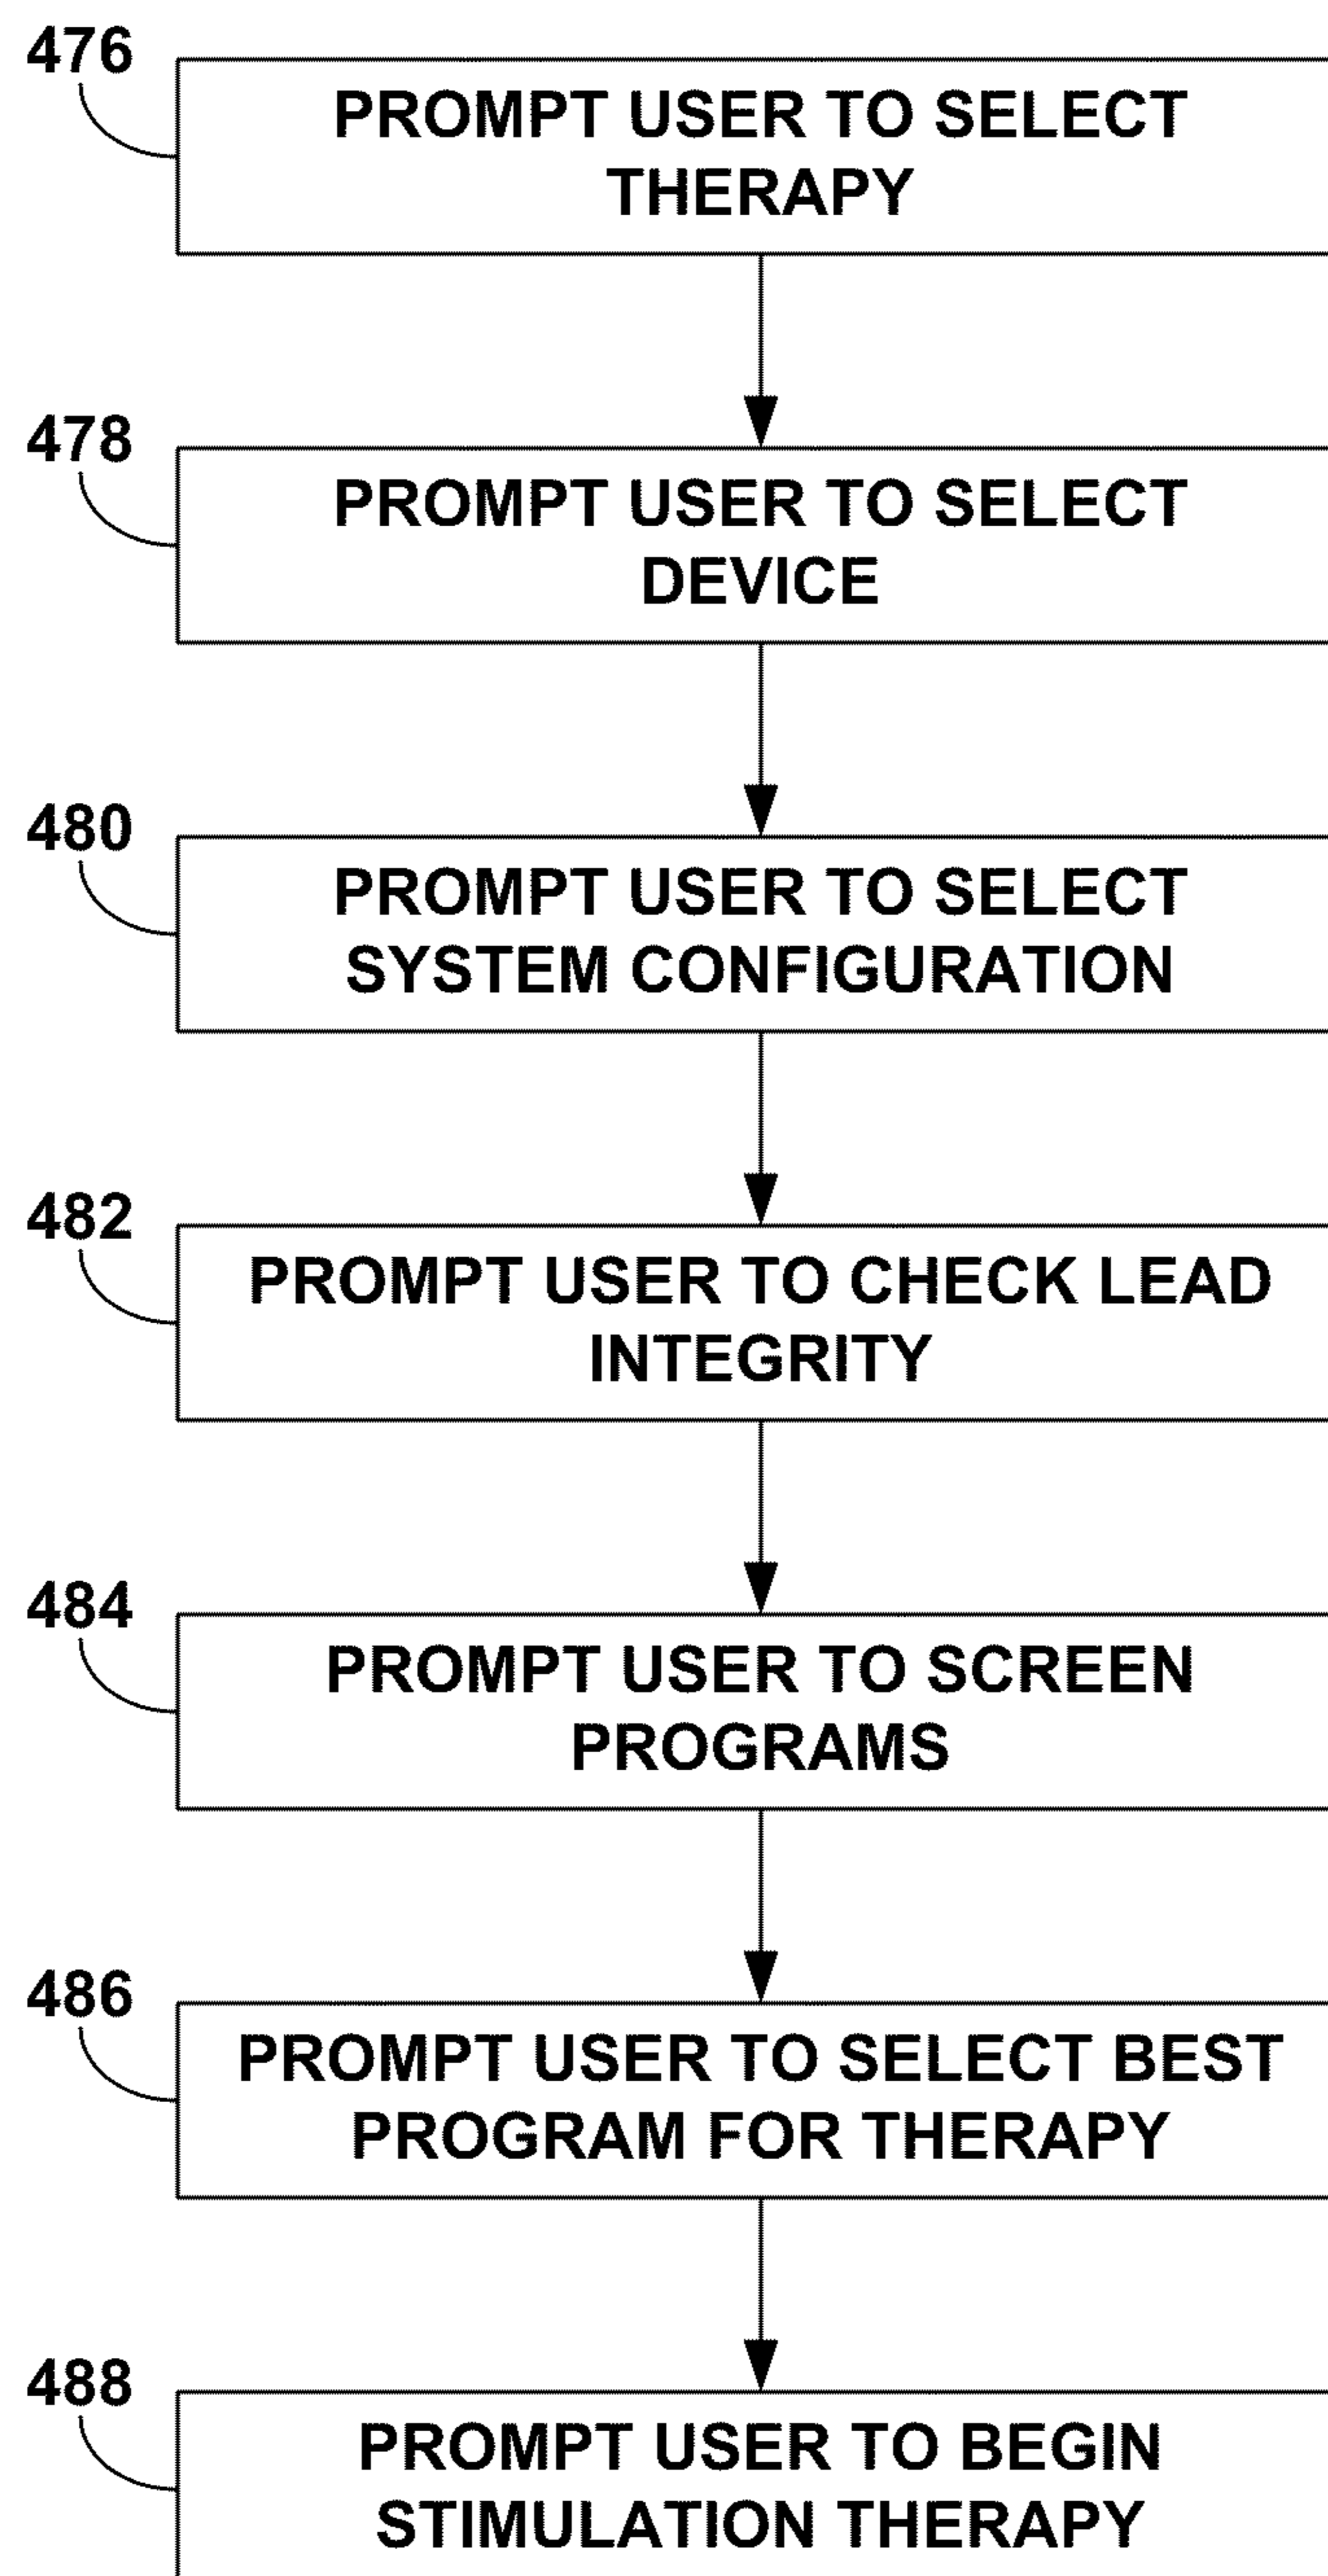 476
PROMPT USER TO SELECT
THERAPY
478
PROMPT USER TO SELECT
DEVICE
480
PROMPT USER TO SELECT
SYSTEM CONFIGURATION
482
PROMPT USER TO CHECK LEAD
INTEGRITY
484
PROMPT USER TO SCREEN
PROGRAMS
486
PROMPT USER TO SELECT BEST
PROGRAM FOR THERAPY
488
PROMPT USER TO BEGIN
STIMULATION THERAPY